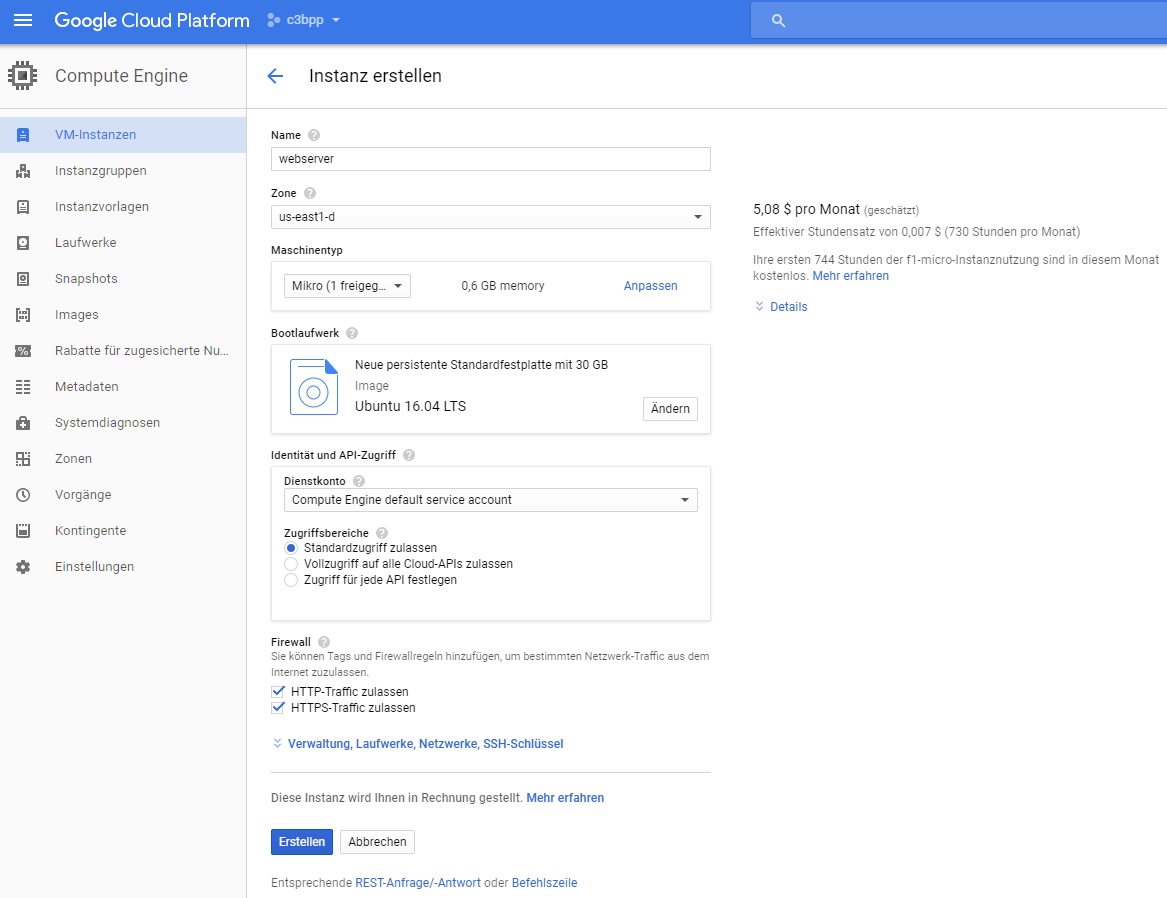 Google Cloud Platform
c3bpp
Compute Engine
Instanz erstellen
VM-Instanzen
Instanzgruppen
Instanzvorlagen
Laufwerke
Snapshots
Images
Rabatte für zugesicherte Nu...
Metadaten
Systemdiagnosen
Zonen
Vorgänge
Kontingente
Einstellungen
Name
webserver
Zone
us-east1-d
Maschinentyp
Mikro (1 freigeg...
0,6 GB memory
Anpassen
Bootlaufwerk
Neue persistente Standardfestplatte mit 30 GB
Image
Ubuntu 16.04 LTS
Ändern
Identität und API-Zugriff
Dienstkonto
Compute Engine default service account
Zugriffsbereiche
Standardzugriff zulassen
Vollzugriff auf alle Cloud-APIs zulassen
Zugriff für jede API festlegen
Firewall
Sie können Tags und Firewallregeln hinzufügen, um bestimmten Netzwerk-Traffic aus dem
Internet zuzulassen.
HTTP-Traffic zulassen
HTTPS-Traffic zulassen
Verwaltung, Laufwerke, Netzwerke, SSH-Schlüssel
Diese Instanz wird Ihnen in Rechnung gestellt. Mehr erfahren
Erstellen
Abbrechen
Entsprechende REST-Anfrage/-Antwort oder Befehlszeile
5,08 $ pro Monat (geschätzt)
Effektiver Stundensatz von 0,007 $ (730 Stunden pro Monat)
Ihre ersten 744 Stunden der f1-micro-Instanznutzung sind in diesem Monat
kostenlos. Mehr erfahren
Details